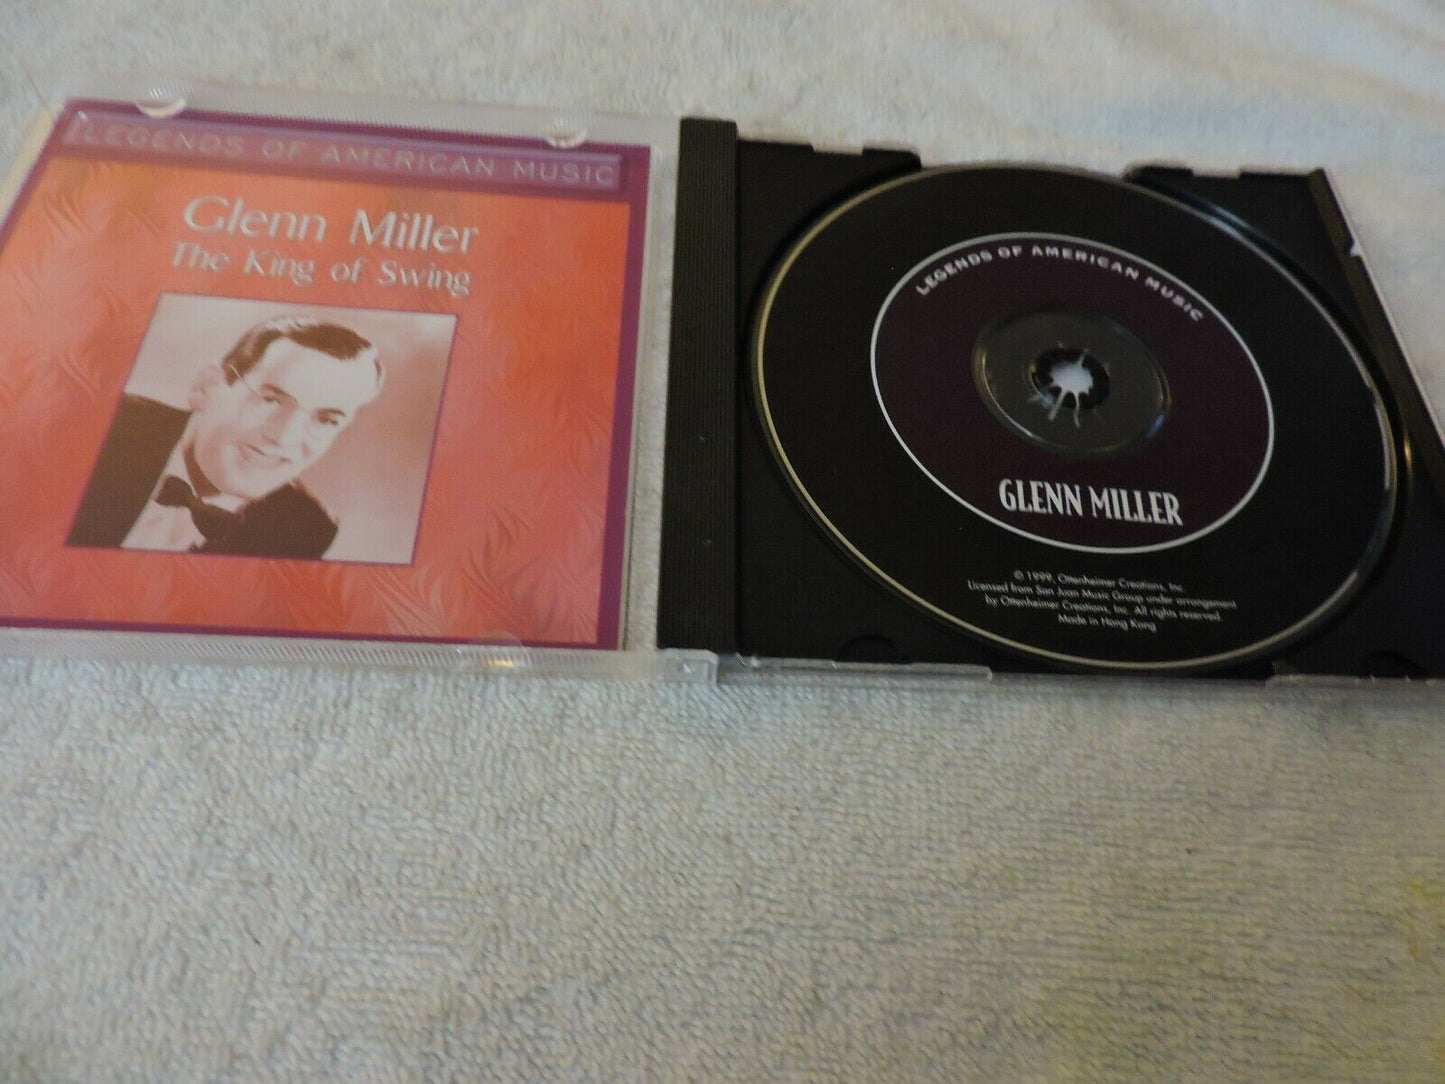 LEGENDS OF AMERICAN MUSIC
Glenn Miller
The King of Swing
LEGENDS OF AMERICAN MUSIC
GLENN MILLER
© 1999, Ottenheimer Creations, Inc.
Licensed from San Juan Music Group under arrangement
by Ottenheimer Creations, Inc. All rights reserved.
Made in Hong Kong